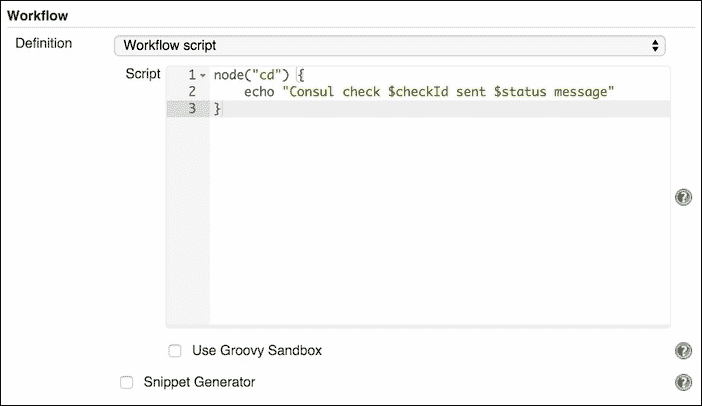 Workflow
Definition Workflow script
Script
1 node("cd") {
2     echo "Consul check $checkId sent $status message"
3 }
?
Use Groovy Sandbox ?
Snippet Generator ?